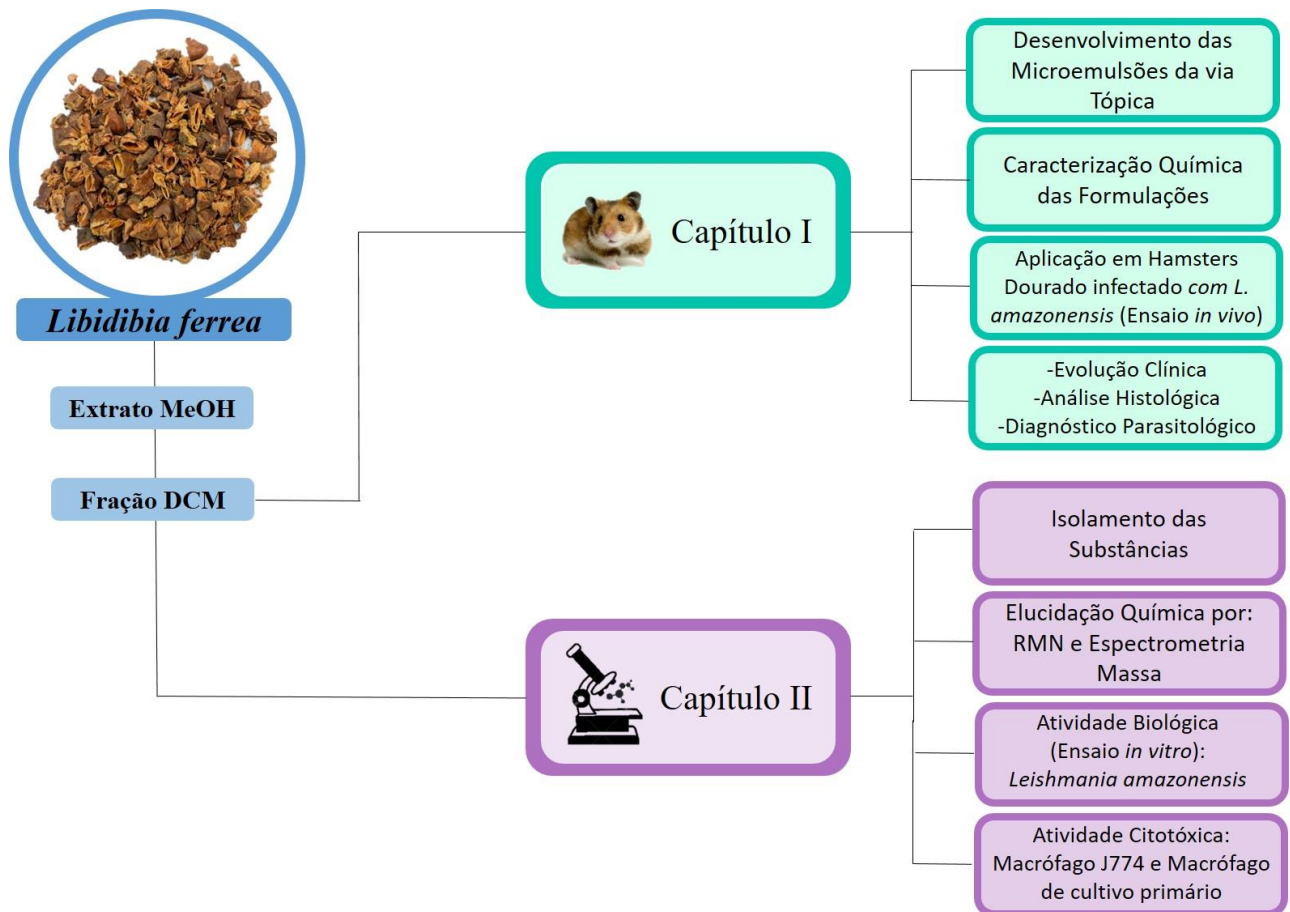 Libidibia ferrea
Extrato MeOH
Fração DCM
Capítulo I
Desenvolvimento das
Microemulsões da via
Tópica
Caracterização Química
das Formulações
Aplicação em Hamsters
Dourado infectado com L.
amazonensis (Ensaio in vivo)
-Evolução Clínica
-Análise Histológica
-Diagnóstico Parasitológico
Capítulo II
Isolamento das
Substâncias
Elucidação Química por:
RMN e Espectrometria
Massa
Atividade Biológica
(Ensaio in vitro):
Leishmania amazonensis
Atividade Citotóxica:
Macrófago J774 e Macrófago
de cultivo primário